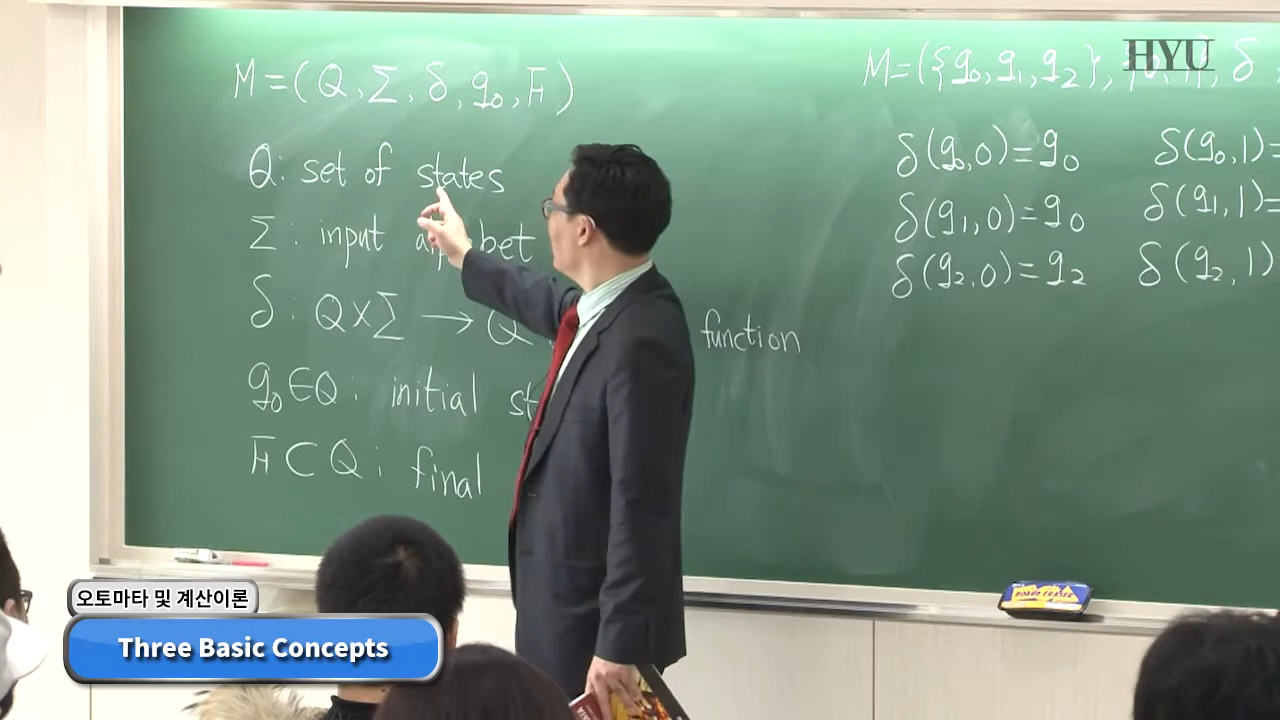 M=(Q,Σ,δ,q₀,F)
Q: set of states
Σ: input alphabet
δ: Q×Σ → Q function
q₀∈Q: initial st
F⊂Q: final
HYU
M=({q₀,q₁,q₂}, {0,1}, δ
δ(q₀,0)=q₀ δ(q₀,1)=
δ(q₁,0)=q₀ δ(q₁,1)=
δ(q₂,0)=q₂ δ(q₂,1)
오토마타 및 계산이론
Three Basic Concepts